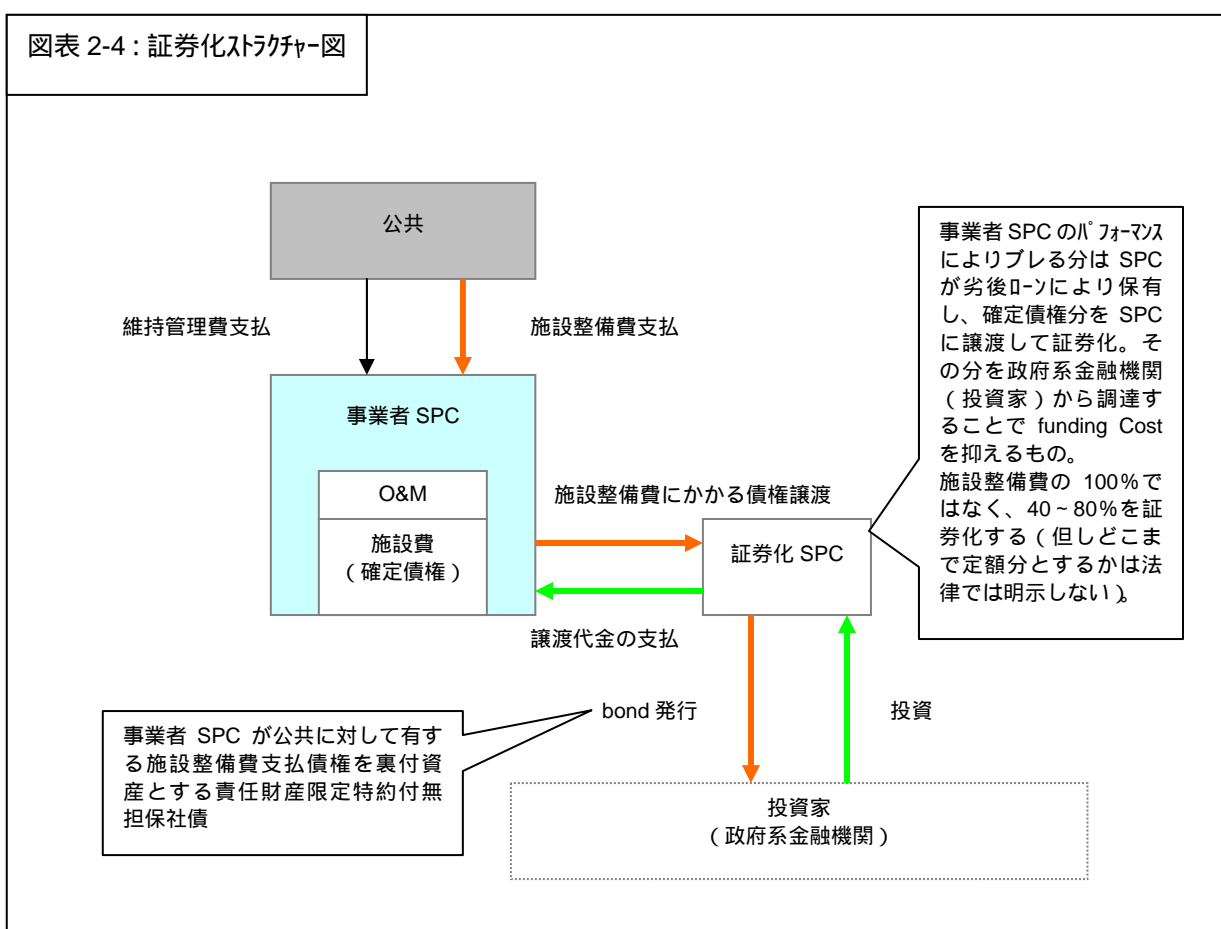 図表 2-4 : 証券化ｽﾄﾗｸﾁｬｰ図
公共
維持管理費支払
施設整備費支払
事業者 SPC
O&M
施設費
（確定債権）
施設整備費にかかる債権譲渡
証券化 SPC
譲渡代金の支払
事業者 SPC のﾊﾟﾌｫｰﾏﾝｽ
によりブレる分は SPC
が劣後ﾛｰﾝにより保有
し、確定債権分を SPC
に譲渡して証券化。そ
の分を政府系金融機関
（投資家）から調達す
ることで funding Cost
を抑えるもの。
施設整備費の 100％で
はなく、40～80％を証
券化する（但しどこま
で定額分とするかは法
律では明示しない）。
bond 発行
投資
事業者 SPC が公共に対して有す
る施設整備費支払債権を裏付資
産とする責任財産限定特約付無
担保社債
投資家
（政府系金融機関）